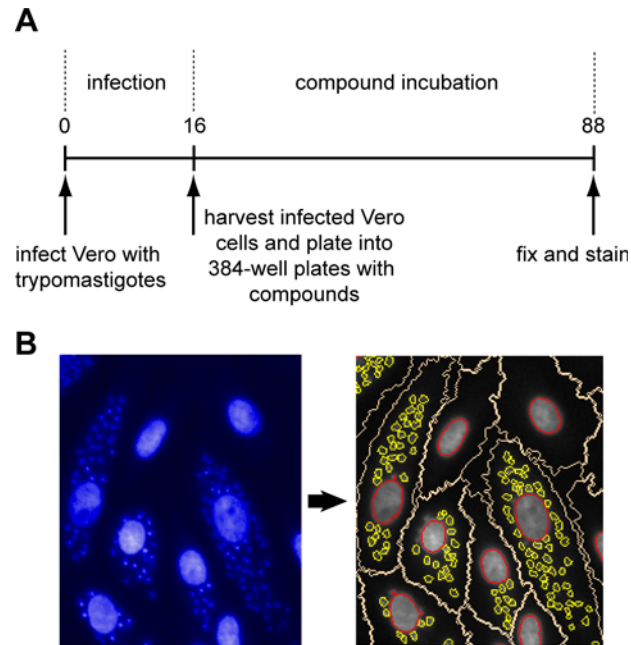 A
infection
compound incubation
0
16
88
infect Vero with
trypomastigotes
harvest infected Vero
cells and plate into
384-well plates with
compounds
fix and stain
B